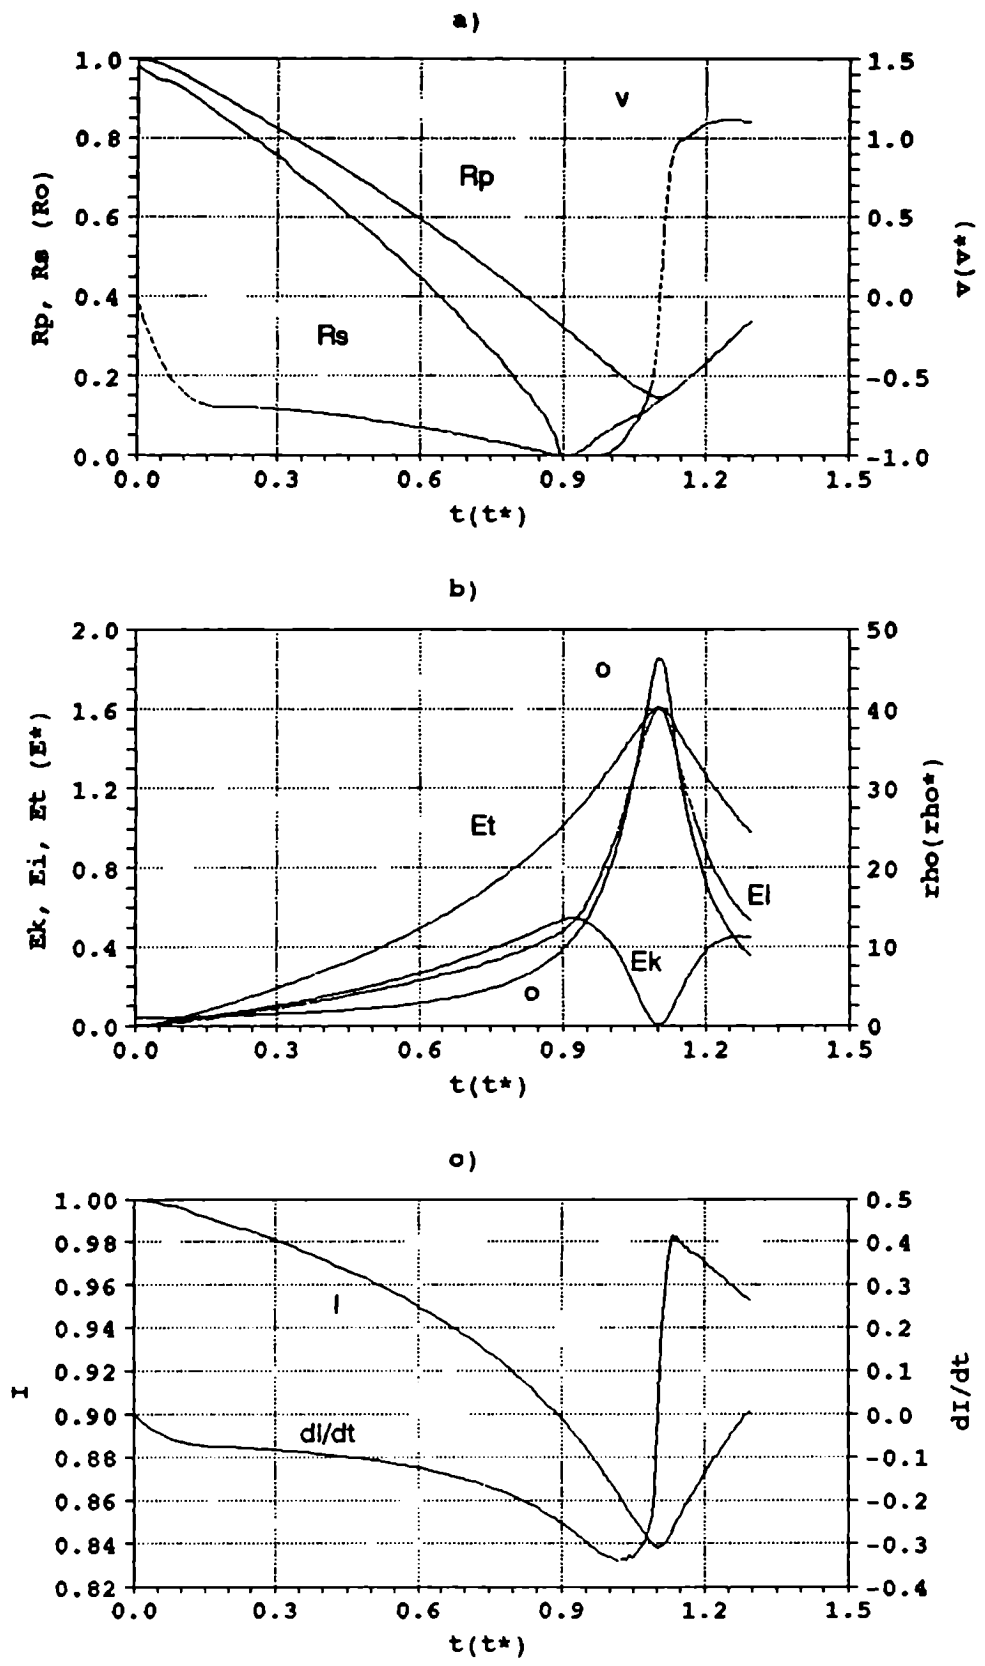 a)
Rp, Rs (Ro)
1.0
0.8
0.6
0.4
0.2
0.0
v
Rp
Rs
1.5
1.0
0.5
0.0
-0.5
-1.0
v(v*)
0.0 0.3 0.6 0.9 1.2 1.5
t(t*)
b)
Ek, Ei, Et (E*)
2.0
1.6
1.2
0.8
0.4
0.0
o
Et
EI
Ek
o
50
40
30
20
10
0
rho(rho*)
0.0 0.3 0.6 0.9 1.2 1.5
t(t*)
c)
I
1.00
0.98
0.96
0.94
0.92
0.90
0.88
0.86
0.84
0.82
I
dI/dt
0.5
0.4
0.3
0.2
0.1
0.0
-0.1
-0.2
-0.3
-0.4
dI/dt
0.0 0.3 0.6 0.9 1.2 1.5
t(t*)